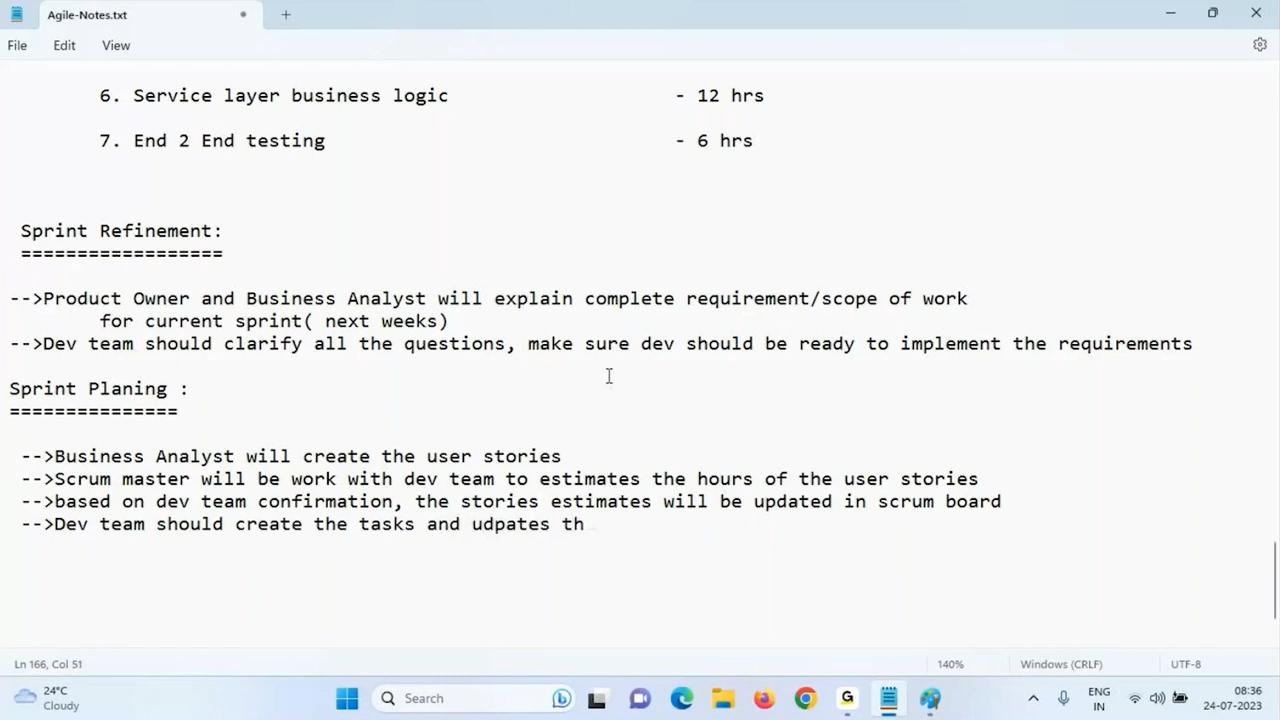 Agile-Notes.txt
File Edit View
6. Service layer business logic - 12 hrs
7. End 2 End testing - 6 hrs
Sprint Refinement:
==================
-->Product Owner and Business Analyst will explain complete requirement/scope of work
for current sprint( next weeks)
-->Dev team should clarify all the questions, make sure dev should be ready to implement the requirements
Sprint Planing :
===============
-->Business Analyst will create the user stories
-->Scrum master will be work with dev team to estimates the hours of the user stories
-->based on dev team confirmation, the stories estimates will be updated in scrum board
-->Dev team should create the tasks and udpates th
Ln 166, Col 51 140% Windows (CRLF) UTF-8
24°C
Cloudy
Search
G
ENG
IN
08:36
24-07-2023